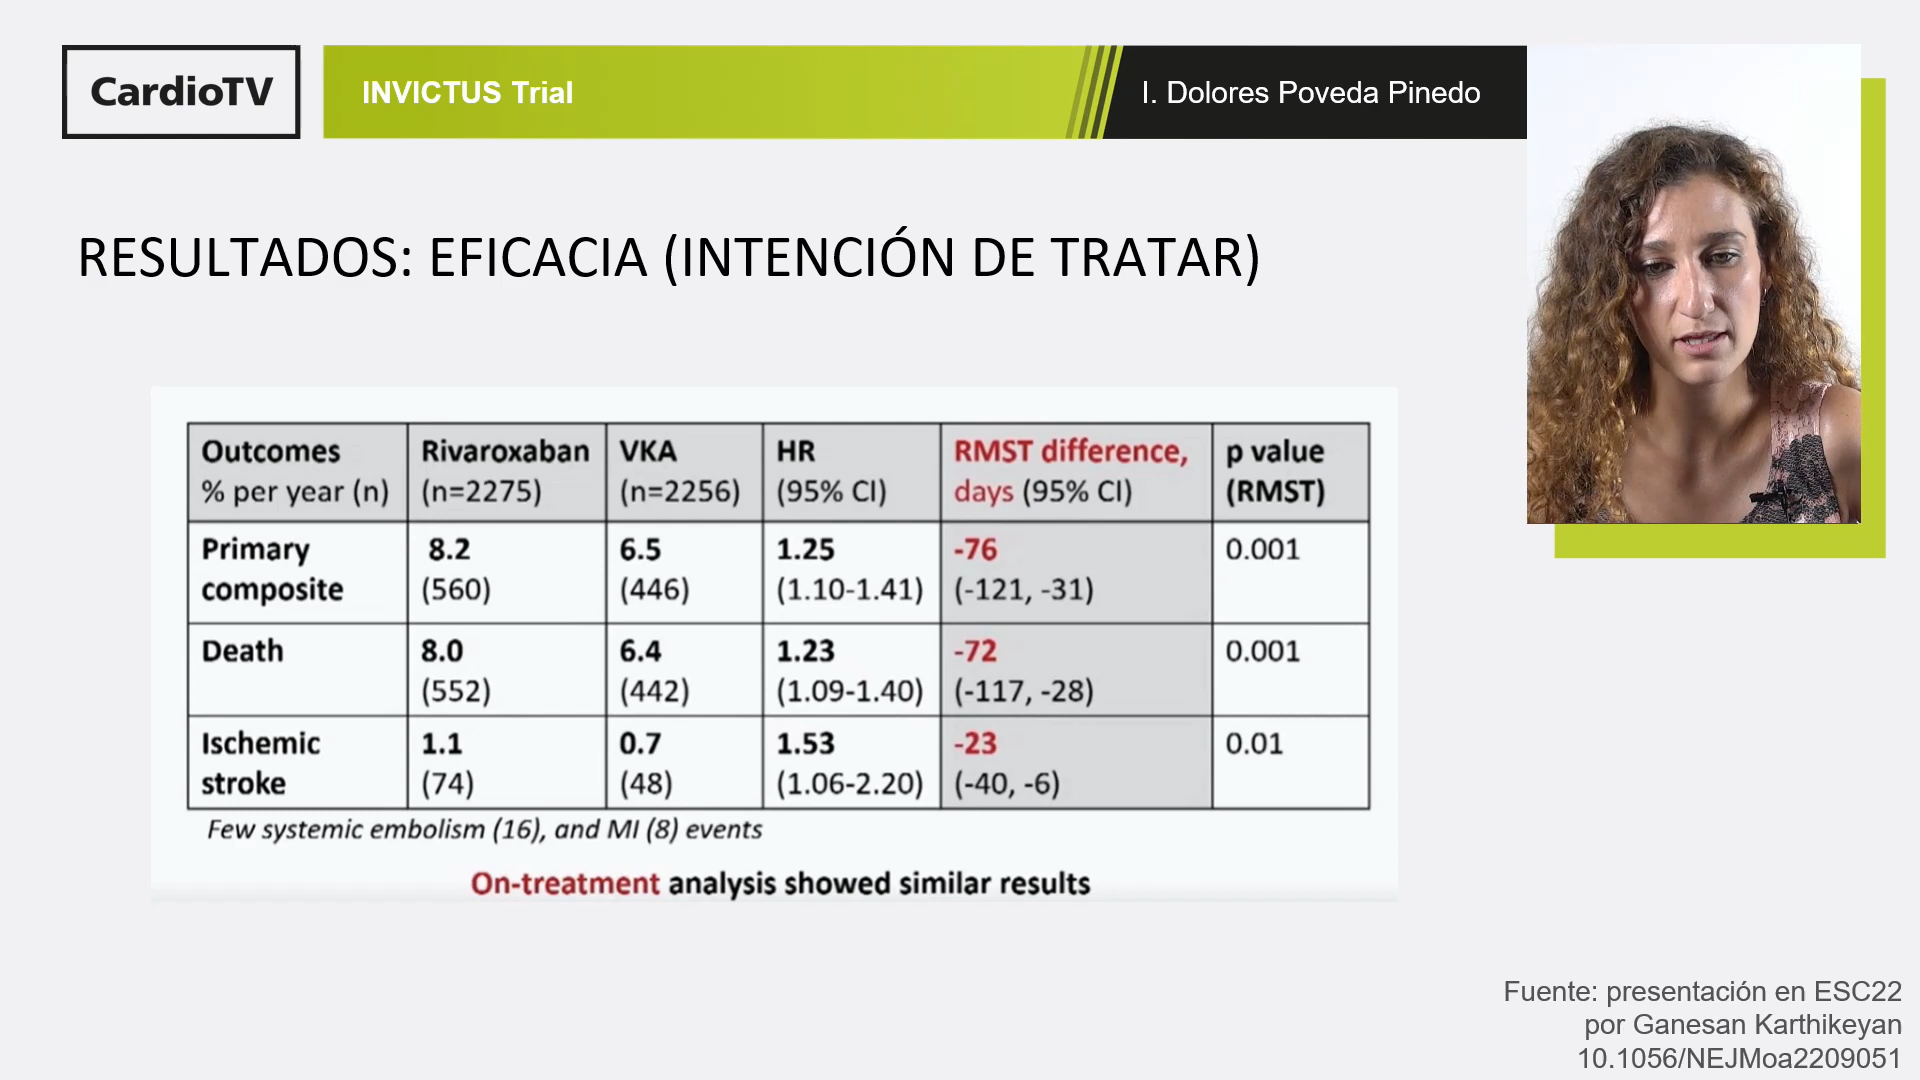 CardioTV
INVICTUS Trial
I. Dolores Poveda Pinedo
RESULTADOS: EFICACIA (INTENCIÓN DE TRATAR)
Outcomes % per year (n) Rivaroxaban (n=2275) VKA (n=2256) HR (95% CI) RMST difference, days (95% CI) p value (RMST)
Primary composite 8.2 (560) 6.5 (446) 1.25 (1.10-1.41) -76 (-121, -31) 0.001
Death 8.0 (552) 6.4 (442) 1.23 (1.09-1.40) -72 (-117, -28) 0.001
Ischemic stroke 1.1 (74) 0.7 (48) 1.53 (1.06-2.20) -23 (-40, -6) 0.01
Few systemic embolism (16), and MI (8) events
On-treatment analysis showed similar results
Fuente: presentación en ESC22
por Ganesan Karthikeyan
10.1056/NEJMoa2209051